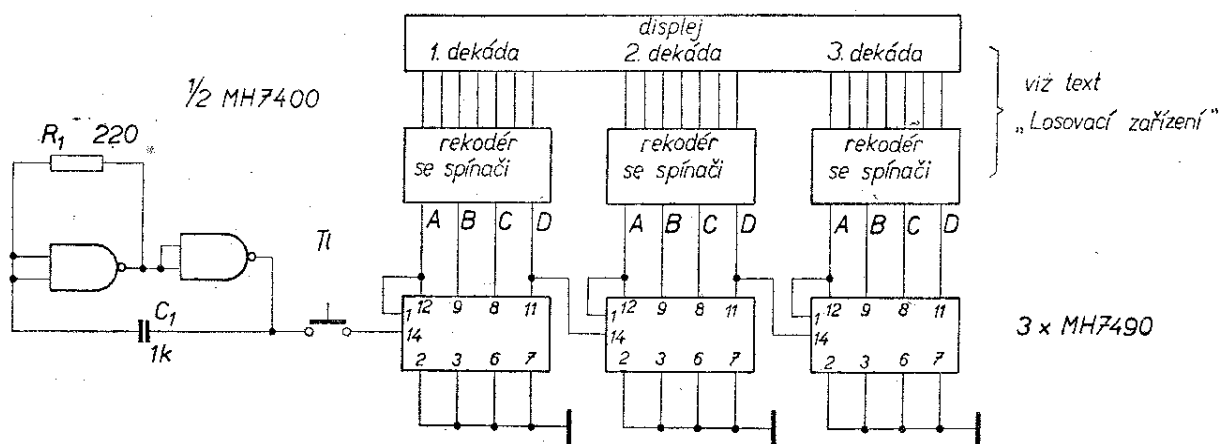 displej
1. dekáda 2. dekáda 3. dekáda
1/2 MH7400
viz text
„Losovací zařízení“
R1 220
rekodér se spínači
rekodér se spínači
rekodér se spínači
A B C D
A B C D
A B C D
Tl
C1
1k
12 9 8 11
1
14
2 3 6 7
12 9 8 11
1
14
2 3 6 7
12 9 8 11
1
14
2 3 6 7
3 x MH7490